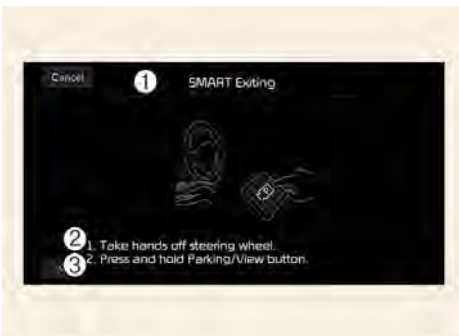 Cancel
1
SMART Exiting
P
2
1. Take hands off steering wheel.
3
2. Press and hold Parking/View button.